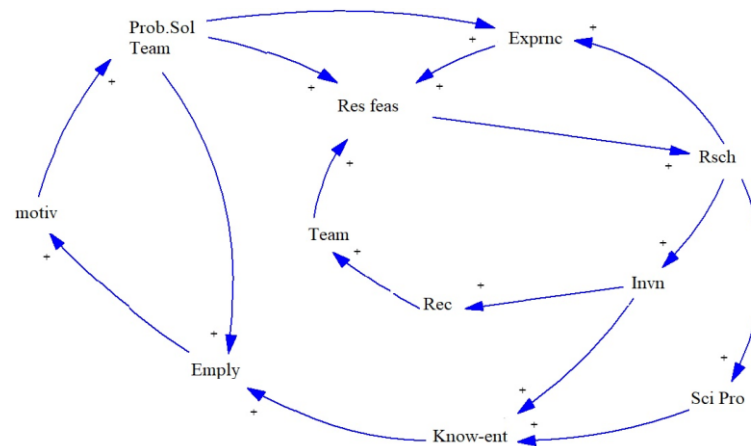 Prob.Sol
Team
Exprnc
+
+
+
+
+
+
Res feas
Rsch
+
motiv
+
Team
+
+
Invn
+
Rec
+
Emply
+
Sci Pro
+
+
+
Know-ent
+